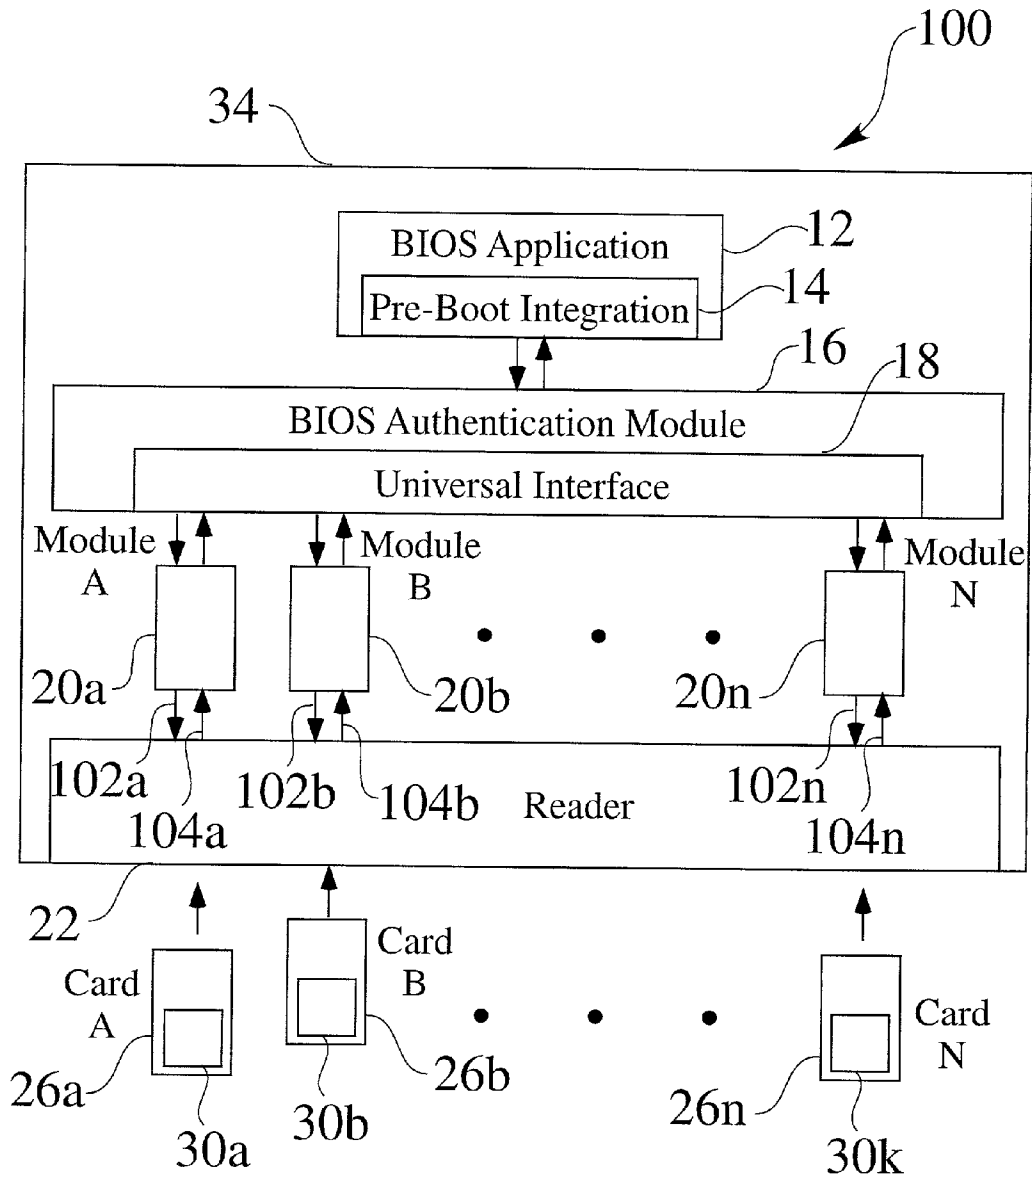 100
34
BIOS Application
12
Pre-Boot Integration
14
16
18
BIOS Authentication Module
Universal Interface
Module
A
Module
B
Module
N
20a
20b
20n
102a
104a
102b
104b
102n
104n
Reader
22
Card
A
Card
B
Card
N
26a
30a
30b
26b
26n
30k